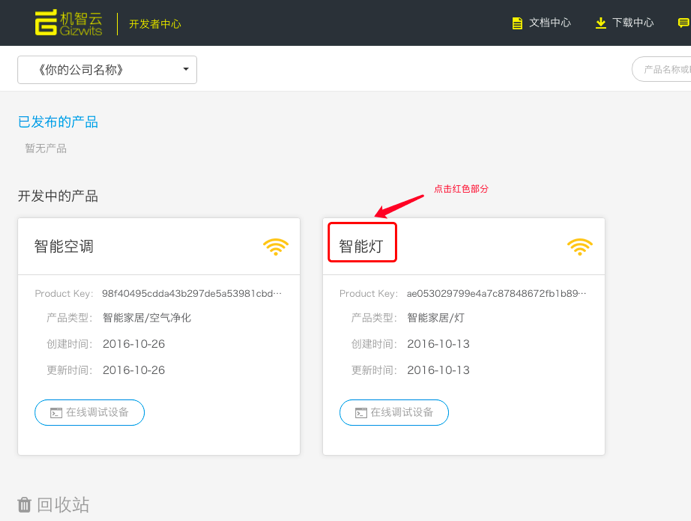 机智云
Gizwits
开发者中心
文档中心
下载中心
《你的公司名称》
已发布的产品
暂无产品
开发中的产品
点击红色部分
智能空调
Product Key: 98f40495cdda43b297de5a53981cbd…
产品类型: 智能家居/空气净化
创建时间: 2016-10-26
更新时间: 2016-10-26
在线调试设备
智能灯
Product Key: ae053029799e4a7c87848672fb1b89…
产品类型: 智能家居/灯
创建时间: 2016-10-13
更新时间: 2016-10-13
在线调试设备
回收站